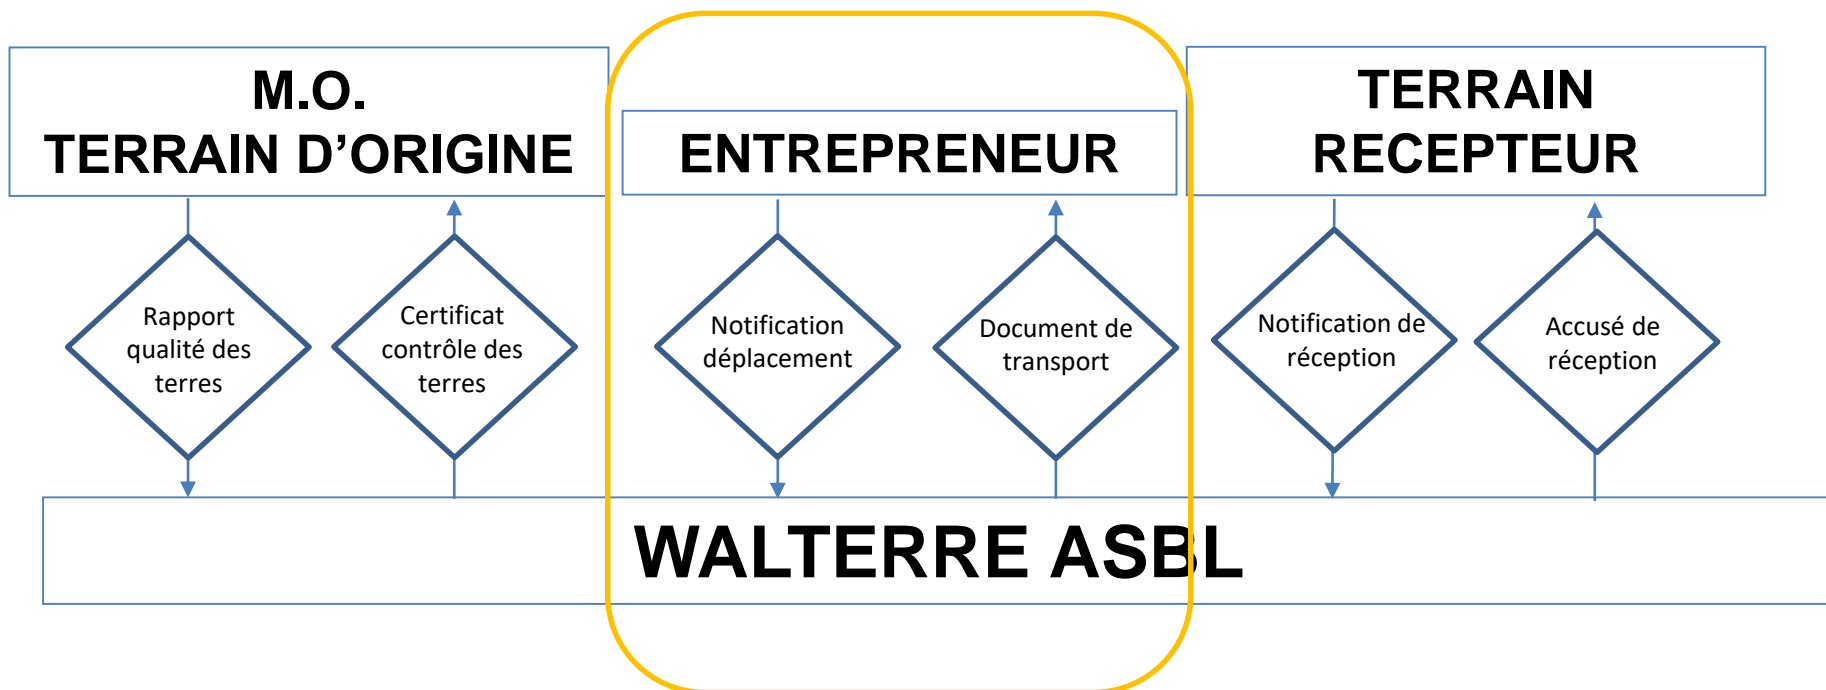 M.O.
TERRAIN D’ORIGINE
ENTREPRENEUR
TERRAIN
RECEPTEUR
Rapport
qualité des
terres
Certificat
contrôle des
terres
Notification
déplacement
Document de
transport
Notification de
réception
Accusé de
réception
WALTERRE ASBL